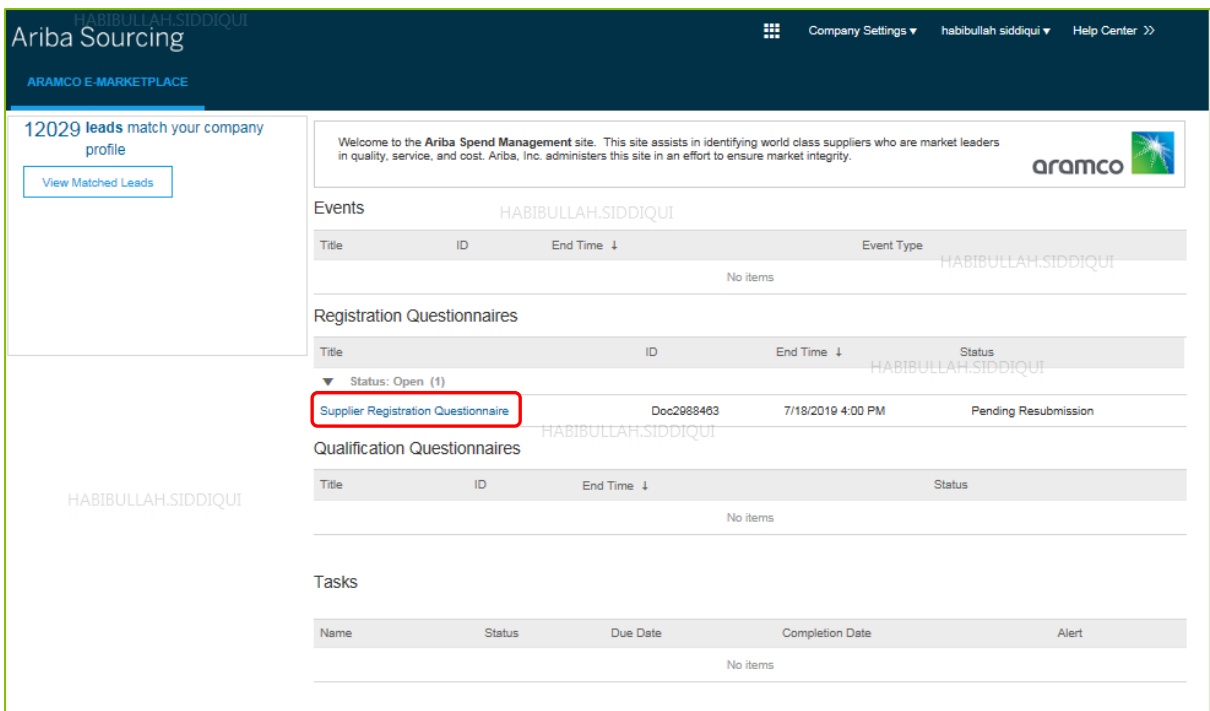 HABIBULLAH.SIDDIQUI
Ariba Sourcing
Company Settings ▾ habibullah siddiqui ▾ Help Center >>
ARAMCO E-MARKETPLACE
12029 leads match your company
profile
View Matched Leads
Welcome to the Ariba Spend Management site. This site assists in identifying world class suppliers who are market leaders
in quality, service, and cost. Ariba, Inc. administers this site in an effort to ensure market integrity.
aramco
Events
HABIBULLAH.SIDDIQUI
Title ID End Time ↓ Event Type
HABIBULLAH.SIDDIQUI
No items
Registration Questionnaires
Title ID End Time ↓ Status
HABIBULLAH.SIDDIQUI
▼ Status: Open (1)
Supplier Registration Questionnaire Doc2988463 7/18/2019 4:00 PM Pending Resubmission
HABIBULLAH.SIDDIQUI
Qualification Questionnaires
Title ID End Time ↓ Status
HABIBULLAH.SIDDIQUI
No items
Tasks
Name Status Due Date Completion Date Alert
No items